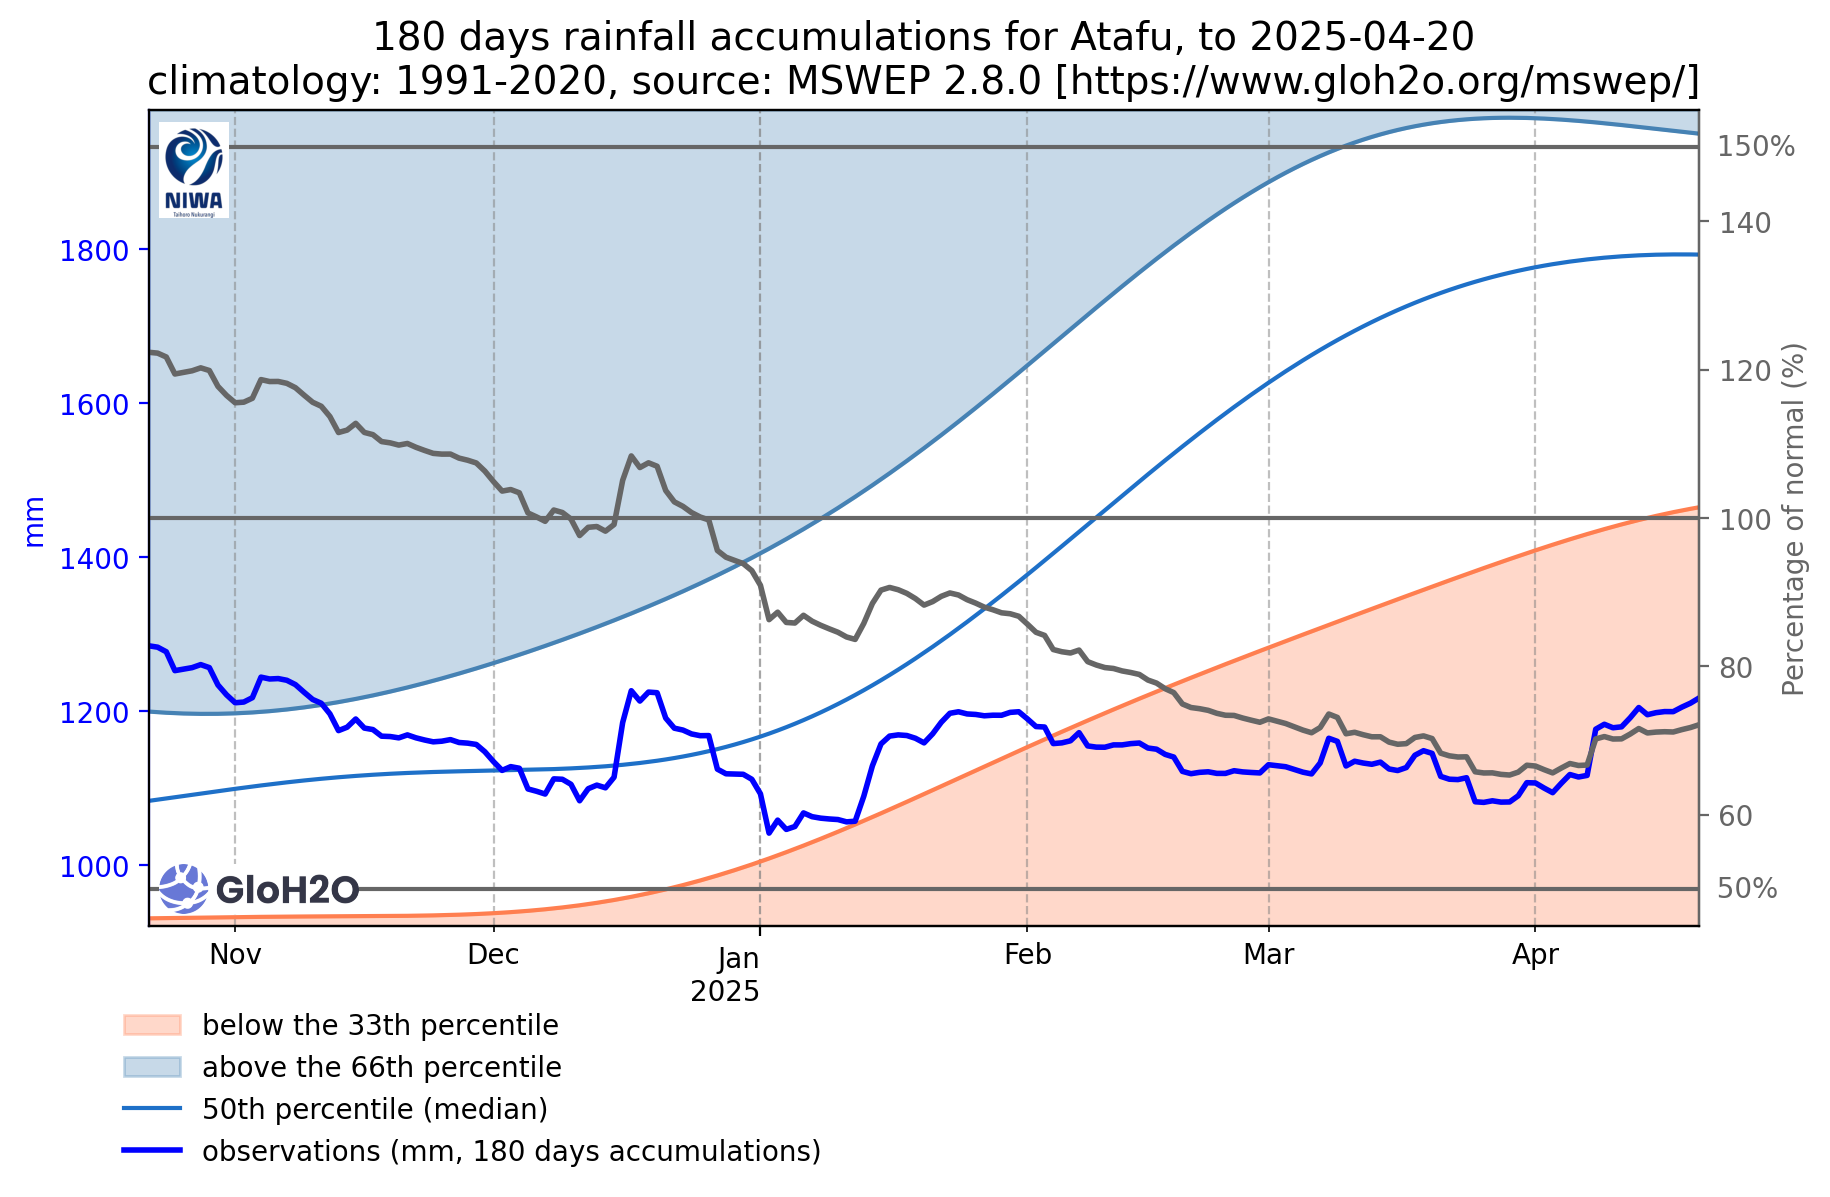 180 days rainfall accumulations for Atafu, to 2025-04-20
climatology: 1991-2020, source: MSWEP 2.8.0 [https://www.gloh2o.org/mswep/]
NIWA
Taihoro Nukurangi
150%
140
120
100
80
60
50%
Percentage of normal (%)
1800
1600
1400
1200
1000
mm
GloH2O
Nov
Dec
Jan
2025
Feb
Mar
Apr
below the 33th percentile
above the 66th percentile
50th percentile (median)
observations (mm, 180 days accumulations)